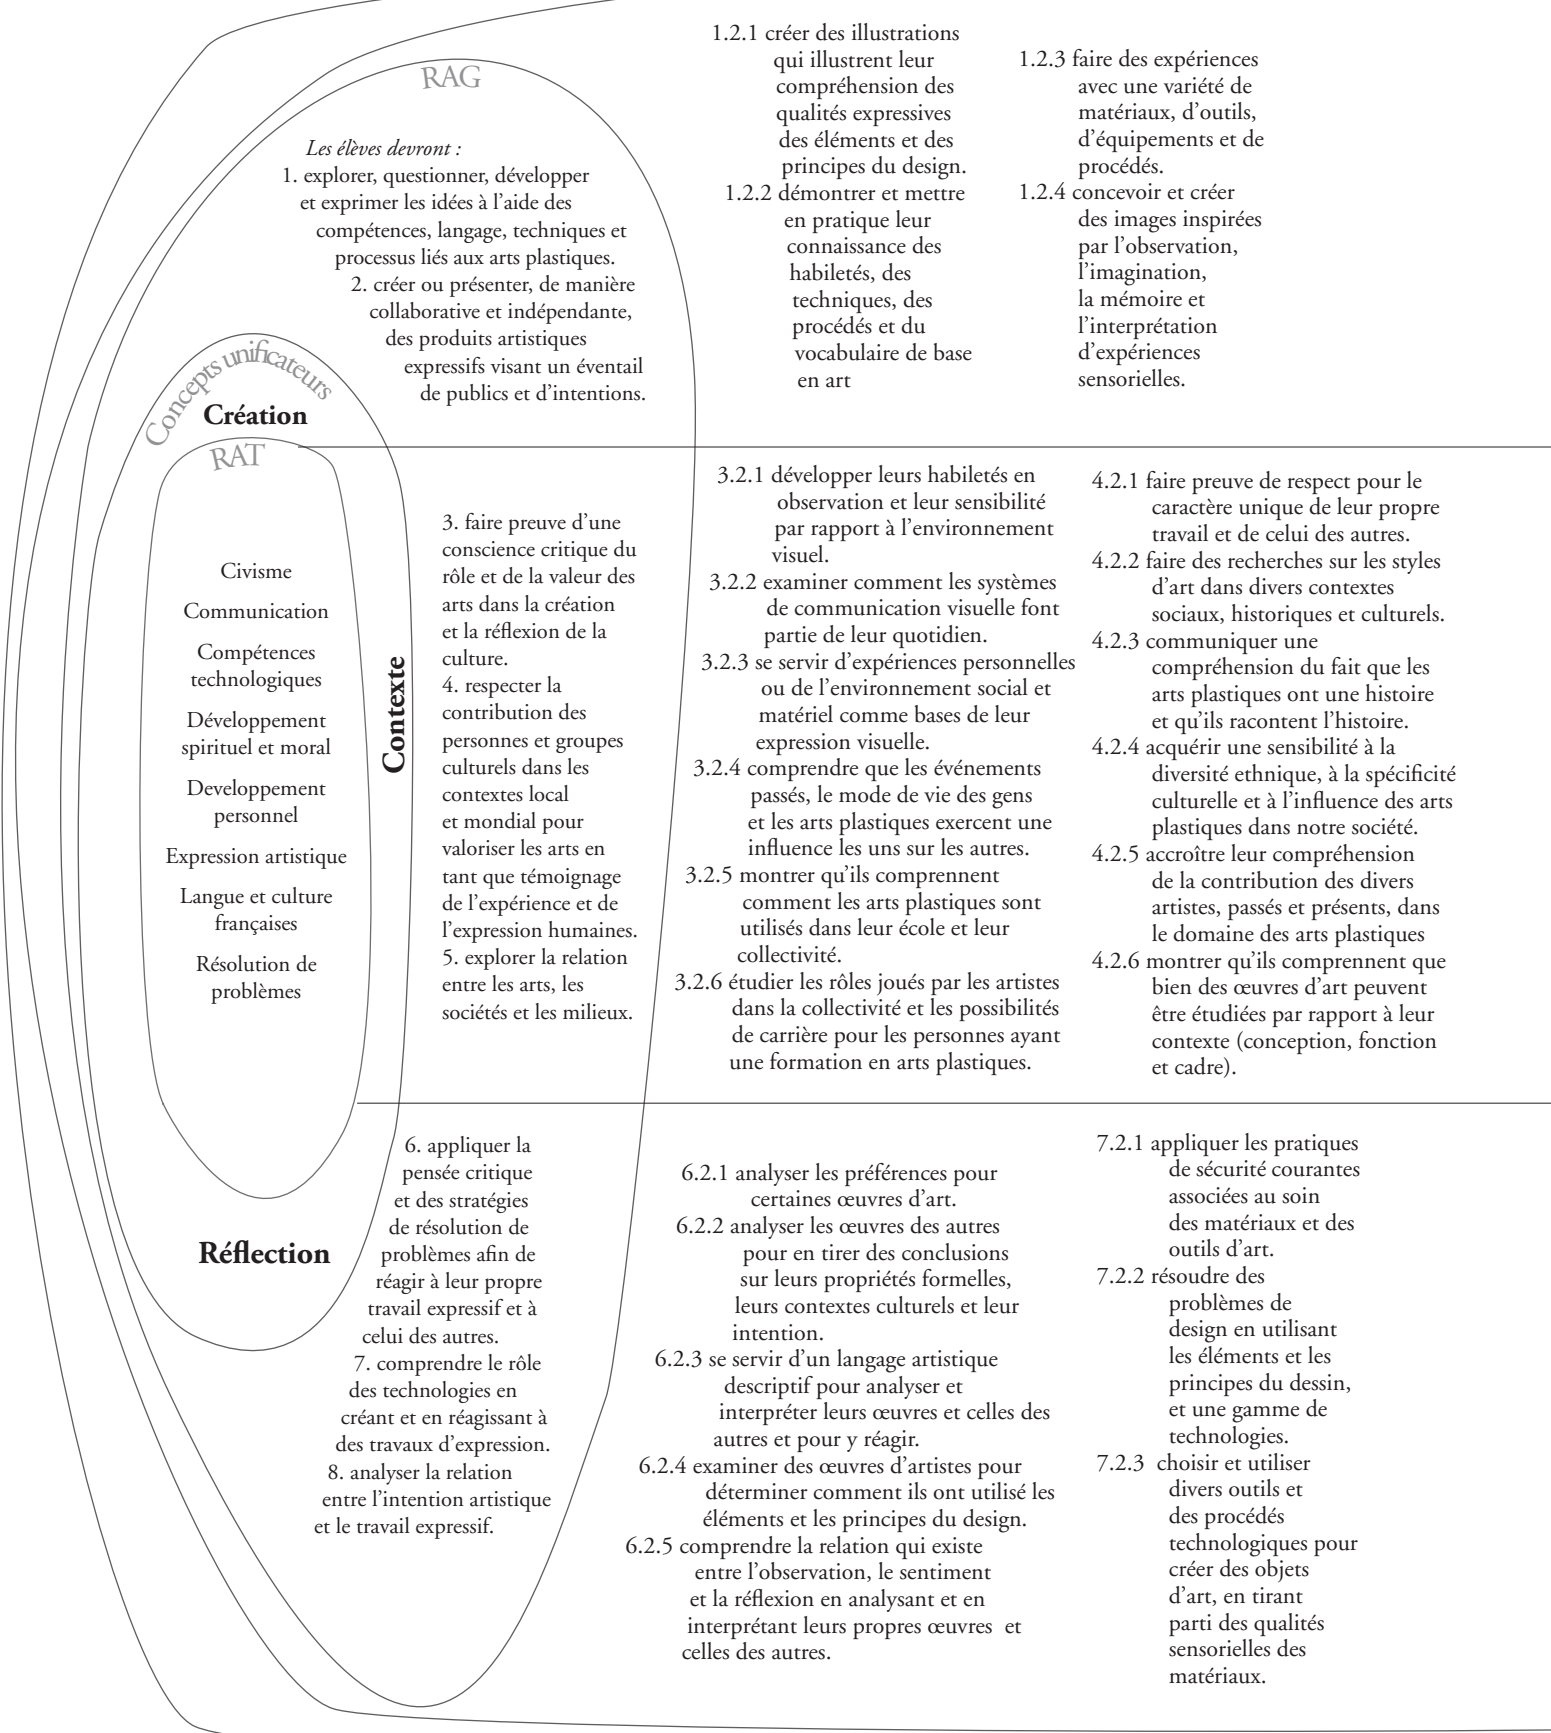 RAG
Les élèves devront :
1. explorer, questionner, développer
et exprimer les idées à l'aide des
compétences, langage, techniques et
processus liés aux arts plastiques.
2. créer ou présenter, de manière
collaborative et indépendante,
des produits artistiques
expressifs visant un éventail
de publics et d'intentions.
1.2.1 créer des illustrations
qui illustrent leur
compréhension des
qualités expressives
des éléments et des
principes du design.
1.2.2 démontrer et mettre
en pratique leur
connaissance des
habiletés, des
techniques, des
procédés et du
vocabulaire de base
en art
1.2.3 faire des expériences
avec une variété de
matériaux, d'outils,
d'équipements et de
procédés.
1.2.4 concevoir et créer
des images inspirées
par l'observation,
l'imagination,
la mémoire et
l'interprétation
d'expériences
sensorielles.
Concepts unificateurs
Création
RAT
Civisme
Communication
Compétences
technologiques
Développement
spirituel et moral
Developpement
personnel
Expression artistique
Langue et culture
françaises
Résolution de
problèmes
Contexte
3. faire preuve d'une
conscience critique du
rôle et de la valeur des
arts dans la création
et la réflexion de la
culture.
4. respecter la
contribution des
personnes et groupes
culturels dans les
contextes local
et mondial pour
valoriser les arts en
tant que témoignage
de l'expérience et de
l'expression humaines.
5. explorer la relation
entre les arts, les
sociétés et les milieux.
3.2.1 développer leurs habiletés en
observation et leur sensibilité
par rapport à l'environnement
visuel.
3.2.2 examiner comment les systèmes
de communication visuelle font
partie de leur quotidien.
3.2.3 se servir d'expériences personnelles
ou de l'environnement social et
matériel comme bases de leur
expression visuelle.
3.2.4 comprendre que les événements
passés, le mode de vie des gens
et les arts plastiques exercent une
influence les uns sur les autres.
3.2.5 montrer qu'ils comprennent
comment les arts plastiques sont
utilisés dans leur école et leur
collectivité.
3.2.6 étudier les rôles joués par les artistes
dans la collectivité et les possibilités
de carrière pour les personnes ayant
une formation en arts plastiques.
4.2.1 faire preuve de respect pour le
caractère unique de leur propre
travail et de celui des autres.
4.2.2 faire des recherches sur les styles
d'art dans divers contextes
sociaux, historiques et culturels.
4.2.3 communiquer une
compréhension du fait que les
arts plastiques ont une histoire
et qu'ils racontent l'histoire.
4.2.4 acquérir une sensibilité à la
diversité ethnique, à la spécificité
culturelle et à l'influence des arts
plastiques dans notre société.
4.2.5 accroître leur compréhension
de la contribution des divers
artistes, passés et présents, dans
le domaine des arts plastiques
4.2.6 montrer qu'ils comprennent que
bien des œuvres d'art peuvent
être étudiées par rapport à leur
contexte (conception, fonction
et cadre).
Réflection
6. appliquer la
pensée critique
et des stratégies
de résolution de
problèmes afin de
réagir à leur propre
travail expressif et à
celui des autres.
7. comprendre le rôle
des technologies en
créant et en réagissant à
des travaux d'expression.
8. analyser la relation
entre l'intention artistique
et le travail expressif.
6.2.1 analyser les préférences pour
certaines œuvres d'art.
6.2.2 analyser les œuvres des autres
pour en tirer des conclusions
sur leurs propriétés formelles,
leurs contextes culturels et leur
intention.
6.2.3 se servir d'un langage artistique
descriptif pour analyser et
interpréter leurs œuvres et celles des
autres et pour y réagir.
6.2.4 examiner des œuvres d'artistes pour
déterminer comment ils ont utilisé les
éléments et les principes du design.
6.2.5 comprendre la relation qui existe
entre l'observation, le sentiment
et la réflexion en analysant et en
interprétant leurs propres œuvres et
celles des autres.
7.2.1 appliquer les pratiques
de sécurité courantes
associées au soin
des matériaux et des
outils d'art.
7.2.2 résoudre des
problèmes de
design en utilisant
les éléments et les
principes du dessin,
et une gamme de
technologies.
7.2.3 choisir et utiliser
divers outils et
des procédés
technologiques pour
créer des objets
d'art, en tirant
parti des qualités
sensorielles des
matériaux.